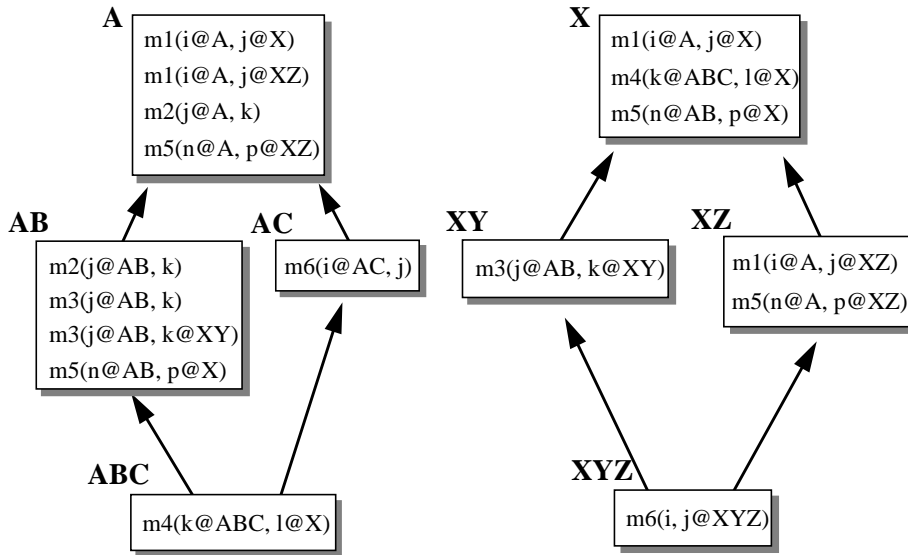 A
m1(i@A, j@X)
m1(i@A, j@XZ)
m2(j@A, k)
m5(n@A, p@XZ)
X
m1(i@A, j@X)
m4(k@ABC, l@X)
m5(n@AB, p@X)
AB
m2(j@AB, k)
m3(j@AB, k)
m3(j@AB, k@XY)
m5(n@AB, p@X)
AC
m6(i@AC, j)
XY
m3(j@AB, k@XY)
XZ
m1(i@A, j@XZ)
m5(n@A, p@XZ)
ABC
m4(k@ABC, l@X)
XYZ
m6(i, j@XYZ)